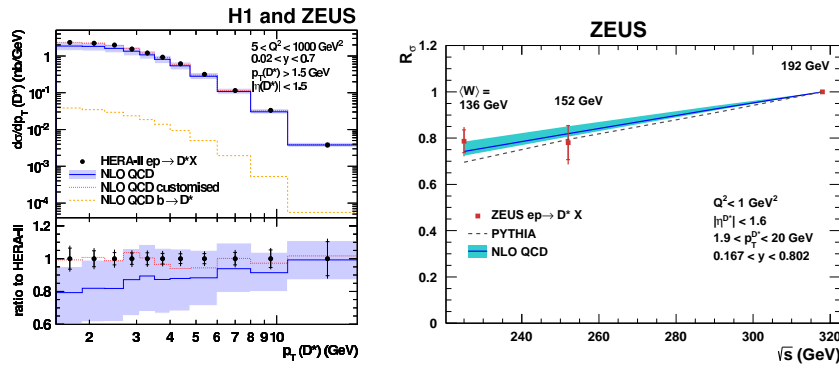 H1 and ZEUS
dσ/dp_T (D*) (nb/GeV)
1
10^-1
10^-2
10^-3
10^-4
5 < Q² < 1000 GeV²
0.02 < y < 0.7
p_T(D*) > 1.5 GeV
|η(D*)| < 1.5
HERA-II ep → D* X
NLO QCD
NLO QCD customised
NLO QCD b → D*
ratio to HERA-II
1.2
1.0
0.8
0.6
2 3 4 5 6 7 8 9 10
p_T (D*) (GeV)
ZEUS
R_σ
1.2
1
0.8
0.6
0.4
0.2
0
⟨W⟩ =
136 GeV
152 GeV
192 GeV
ZEUS ep → D* X
PYTHIA
NLO QCD
Q² < 1 GeV²
|η^D*| < 1.6
1.9 < p_T^D* < 20 GeV
0.167 < y < 0.802
240 260 280 300 320
√s (GeV)